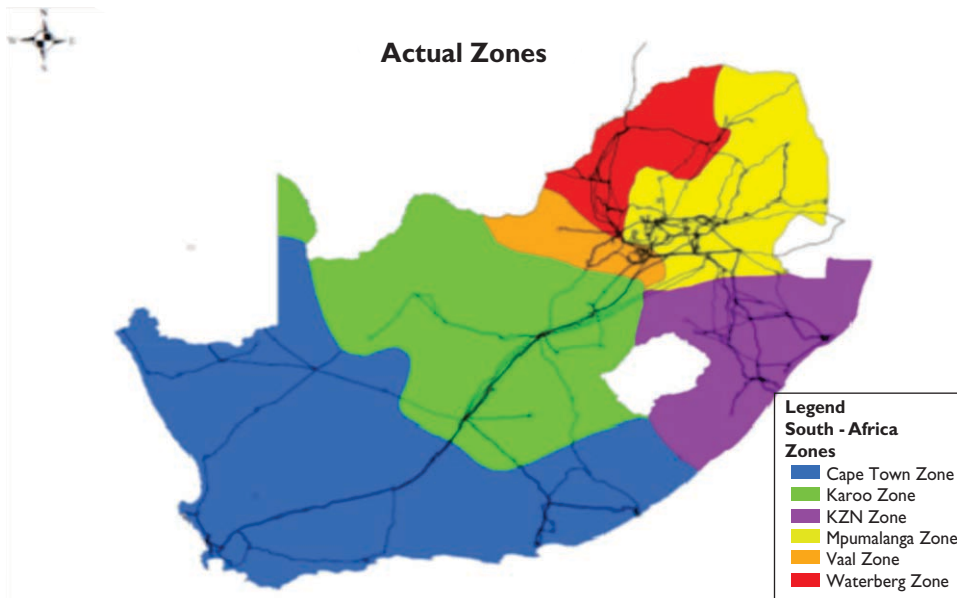 N
W E
S
Actual Zones
Legend
South - Africa
Zones
Cape Town Zone
Karoo Zone
KZN Zone
Mpumalanga Zone
Vaal Zone
Waterberg Zone